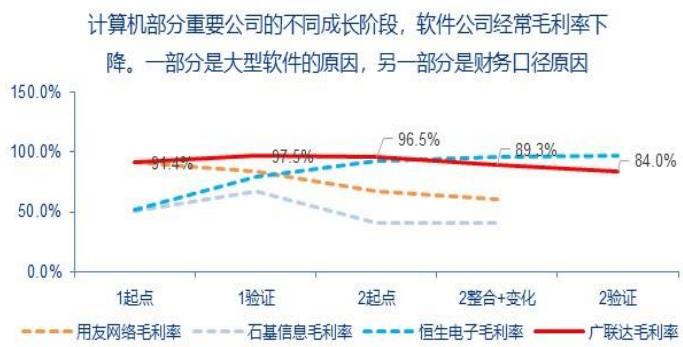 计算机部分重要公司的不同成长阶段，软件公司经常毛利率下
降。一部分是大型软件的原因，另一部分是财务口径原因
150.0%
100.0%
50.0%
0.0%
91.4%
97.5%
96.5%
89.3%
84.0%
1起点
1验证
2起点
2整合+变化
2验证
用友网络毛利率
石基信息毛利率
恒生电子毛利率
广联达毛利率